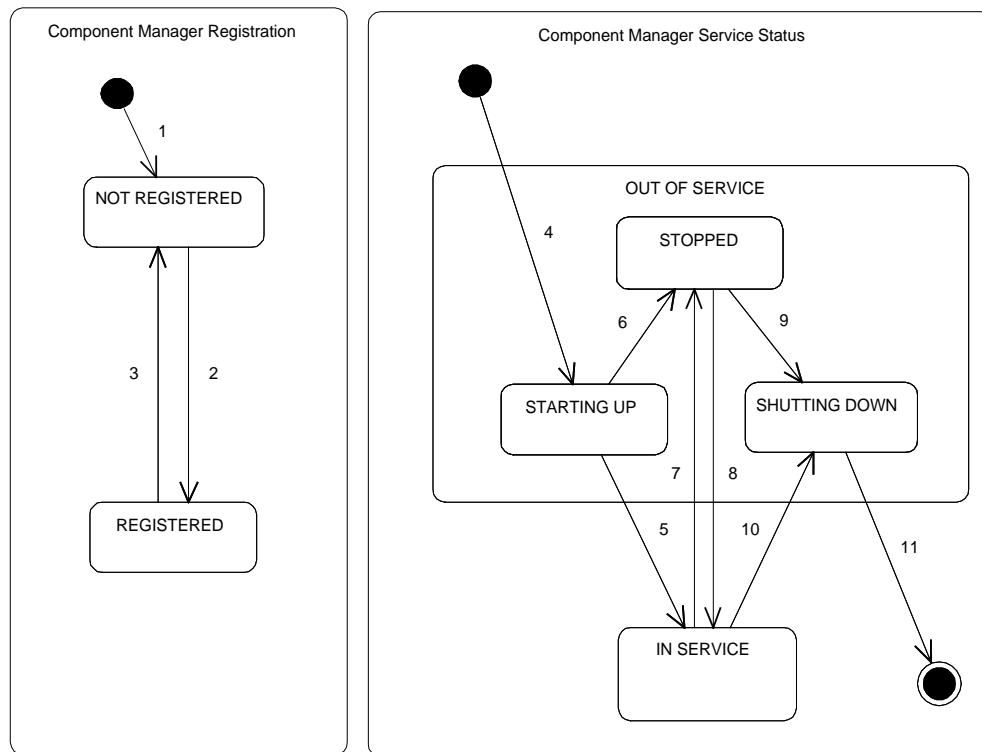 Component Manager Registration
1
NOT REGISTERED
3
2
REGISTERED
Component Manager Service Status
OUT OF SERVICE
4
STOPPED
6
9
STARTING UP
SHUTTING DOWN
7
8
5
10
11
IN SERVICE